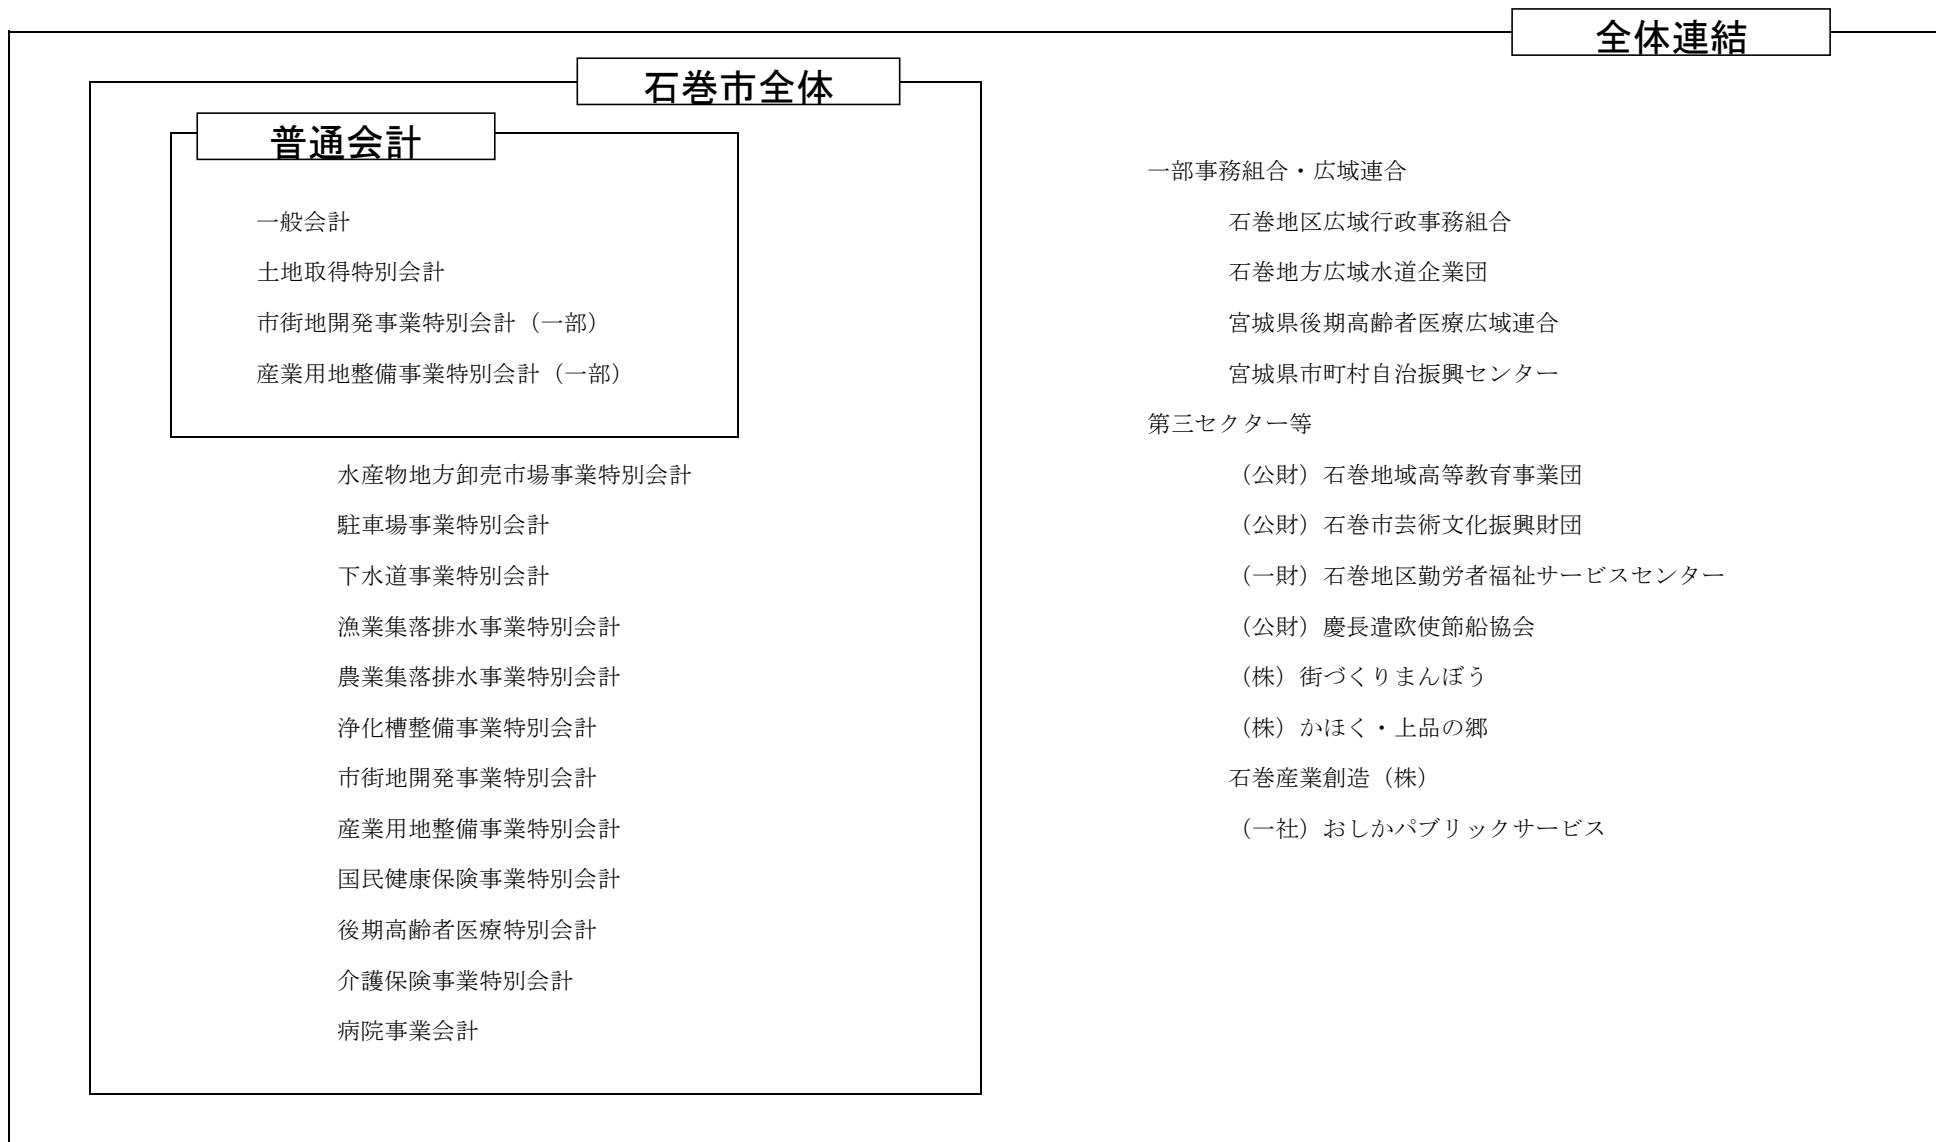 全体連結
石巻市全体
普通会計
一般会計
土地取得特別会計
市街地開発事業特別会計（一部）
産業用地整備事業特別会計（一部）
水産物地方卸売市場事業特別会計
駐車場事業特別会計
下水道事業特別会計
漁業集落排水事業特別会計
農業集落排水事業特別会計
浄化槽整備事業特別会計
市街地開発事業特別会計
産業用地整備事業特別会計
国民健康保険事業特別会計
後期高齢者医療特別会計
介護保険事業特別会計
病院事業会計
一部事務組合・広域連合
石巻地区広域行政事務組合
石巻地方広域水道企業団
宮城県後期高齢者医療広域連合
宮城県市町村自治振興センター
第三セクター等
（公財）石巻地域高等教育事業団
（公財）石巻市芸術文化振興財団
（一財）石巻地区勤労者福祉サービスセンター
（公財）慶長遣欧使節船協会
（株）街づくりまんぼう
（株）かほく・上品の郷
石巻産業創造（株）
（一社）おしかパブリックサービス